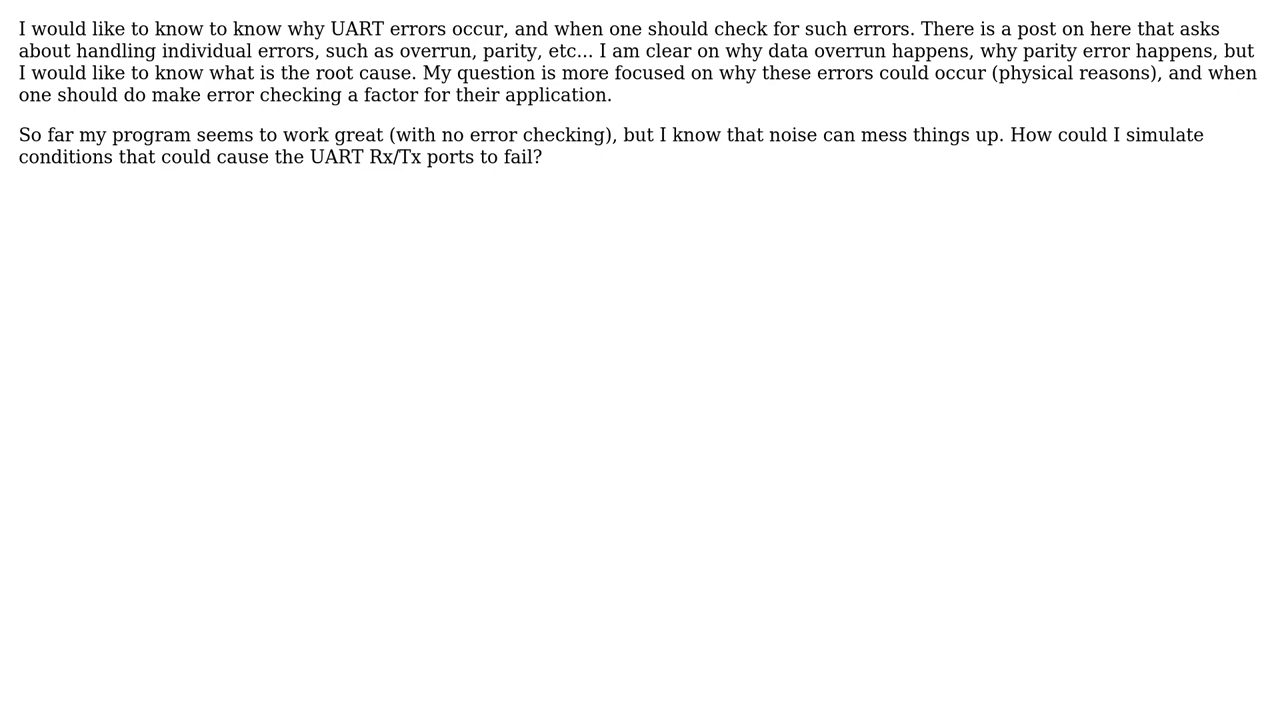 I would like to know to know why UART errors occur, and when one should check for such errors. There is a post on here that asks
about handling individual errors, such as overrun, parity, etc... I am clear on why data overrun happens, why parity error happens, but
I would like to know what is the root cause. My question is more focused on why these errors could occur (physical reasons), and when
one should do make error checking a factor for their application.
So far my program seems to work great (with no error checking), but I know that noise can mess things up. How could I simulate
conditions that could cause the UART Rx/Tx ports to fail?